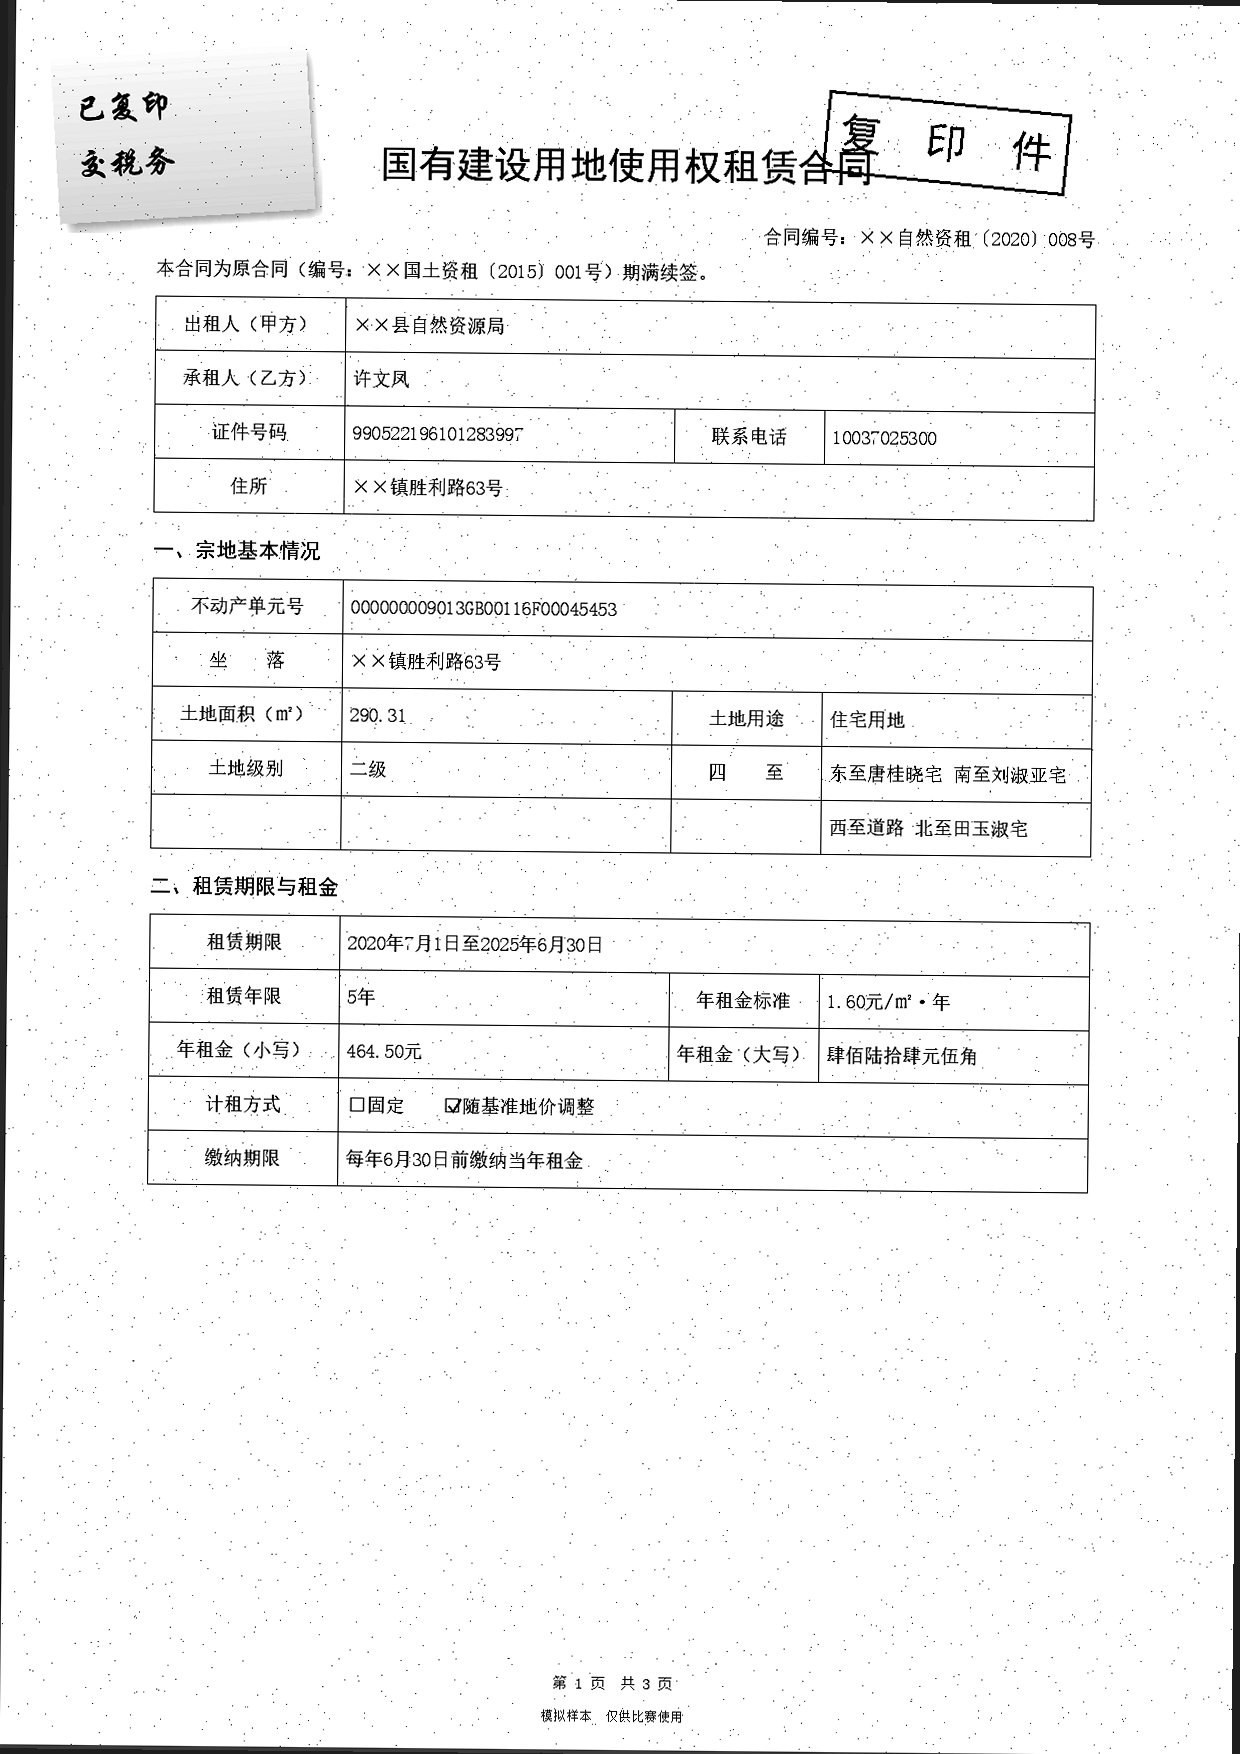 已复印
交税务
复 印 件
国有建设用地使用权租赁合同
合同编号：××自然资租〔2020〕008号
本合同为原合同（编号：××国土资租〔2015〕001号）期满续签。
出租人（甲方） ××县自然资源局
承租人（乙方） 许文凤
证件号码 990522196101283997 联系电话 10037025300
住所 ××镇胜利路63号
一、宗地基本情况
不动产单元号 000000009013GB00116F00045453
坐 落 ××镇胜利路63号
土地面积（㎡） 290.31 土地用途 住宅用地
土地级别 二级 四 至 东至唐桂晓宅 南至刘淑亚宅
西至道路 北至田玉淑宅
二、租赁期限与租金
租赁期限 2020年7月1日至2025年6月30日
租赁年限 5年 年租金标准 1.60元/㎡·年
年租金（小写） 464.50元 年租金（大写） 肆佰陆拾肆元伍角
计租方式 □固定 ☑随基准地价调整
缴纳期限 每年6月30日前缴纳当年租金
第 1 页 共 3 页
模拟样本 仅供比赛使用